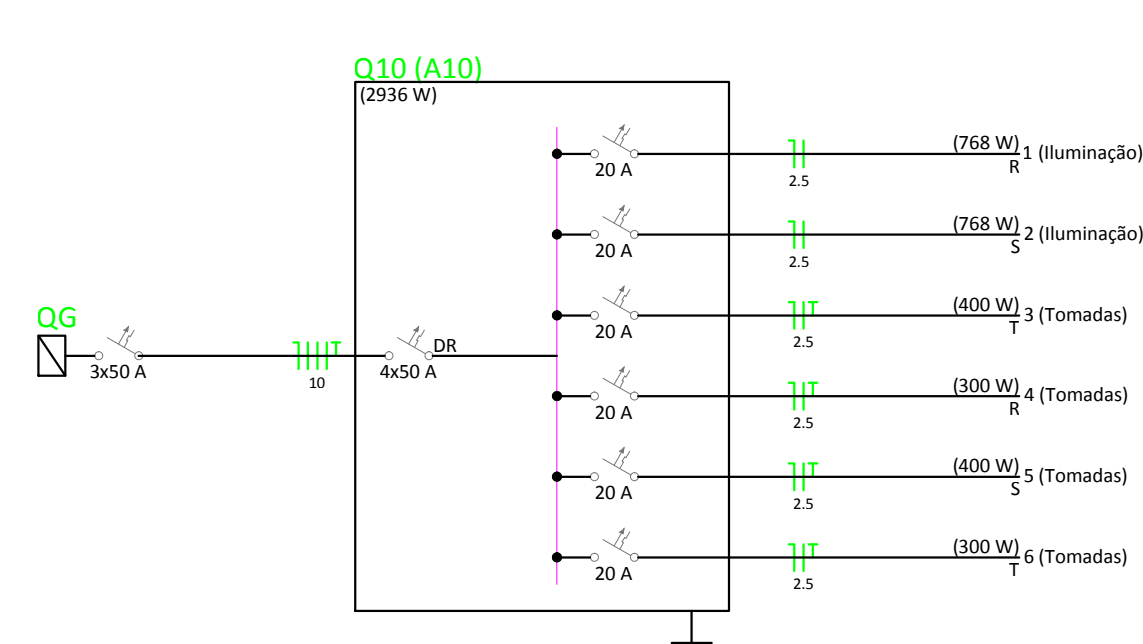 Q10 (A10)
(2936 W)
20 A
2.5
(768 W)
R
1 (Iluminação)
20 A
2.5
(768 W)
S
2 (Iluminação)
20 A
2.5
(400 W)
T
3 (Tomadas)
QG
3x50 A
10
4x50 A
DR
20 A
2.5
(300 W)
R
4 (Tomadas)
20 A
2.5
(400 W)
S
5 (Tomadas)
20 A
2.5
(300 W)
T
6 (Tomadas)